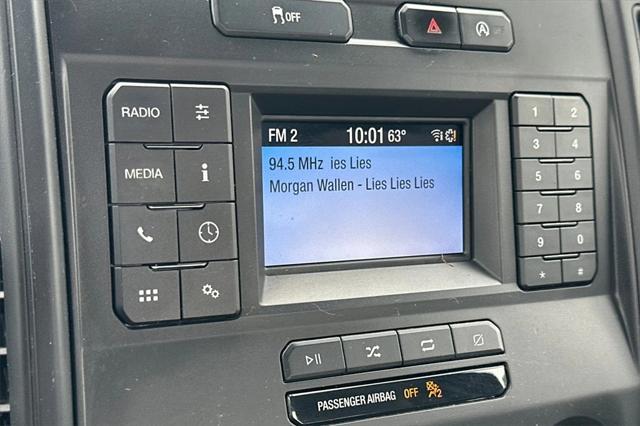 OFF
A
RADIO
MEDIA
i
FM 2 10:01 63°
94.5 MHz ies Lies
Morgan Wallen - Lies Lies Lies
1 2
3 4
5 6
7 8
9 0
* #
PASSENGER AIRBAG OFF 2